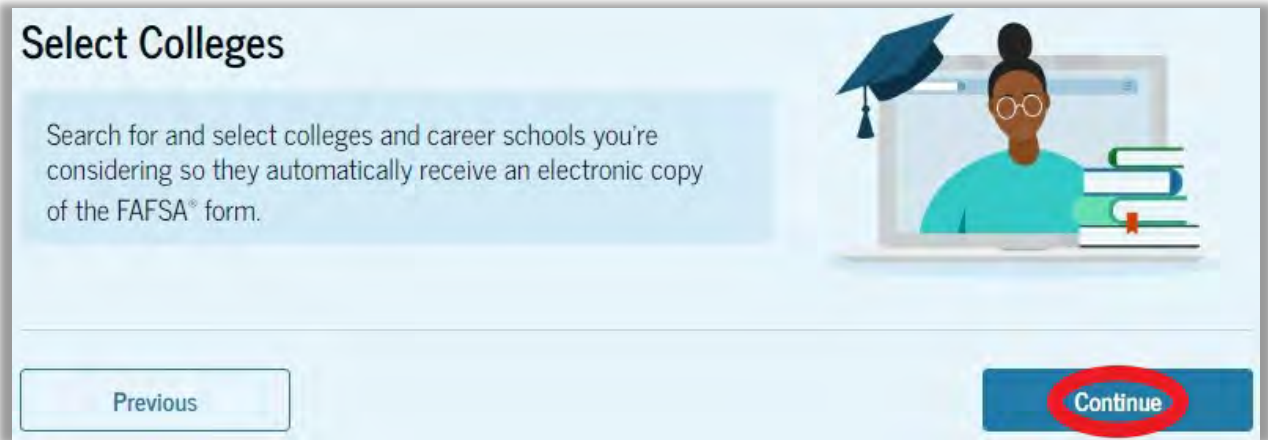 Select Colleges
Search for and select colleges and career schools you're
considering so they automatically receive an electronic copy
of the FAFSA® form.
Previous
Continue